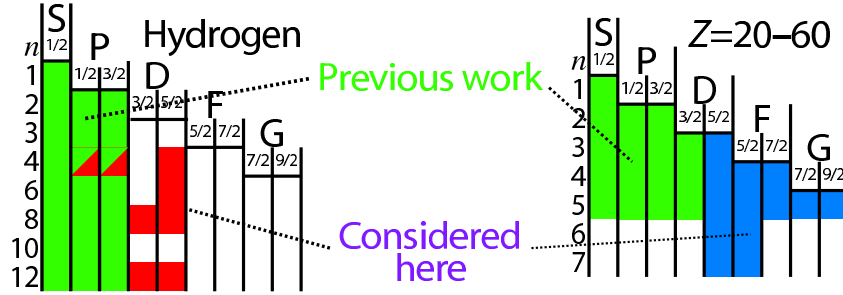 S
1/2
P
1/2 3/2
D
3/2 5/2
F
5/2 7/2
G
7/2 9/2
n
1
2
3
4
6
8
10
12
Hydrogen
Previous work
Considered
here
Z=20–60
S
1/2
P
1/2 3/2
D
3/2 5/2
F
5/2 7/2
G
7/2 9/2
n
1
2
3
4
5
6
7